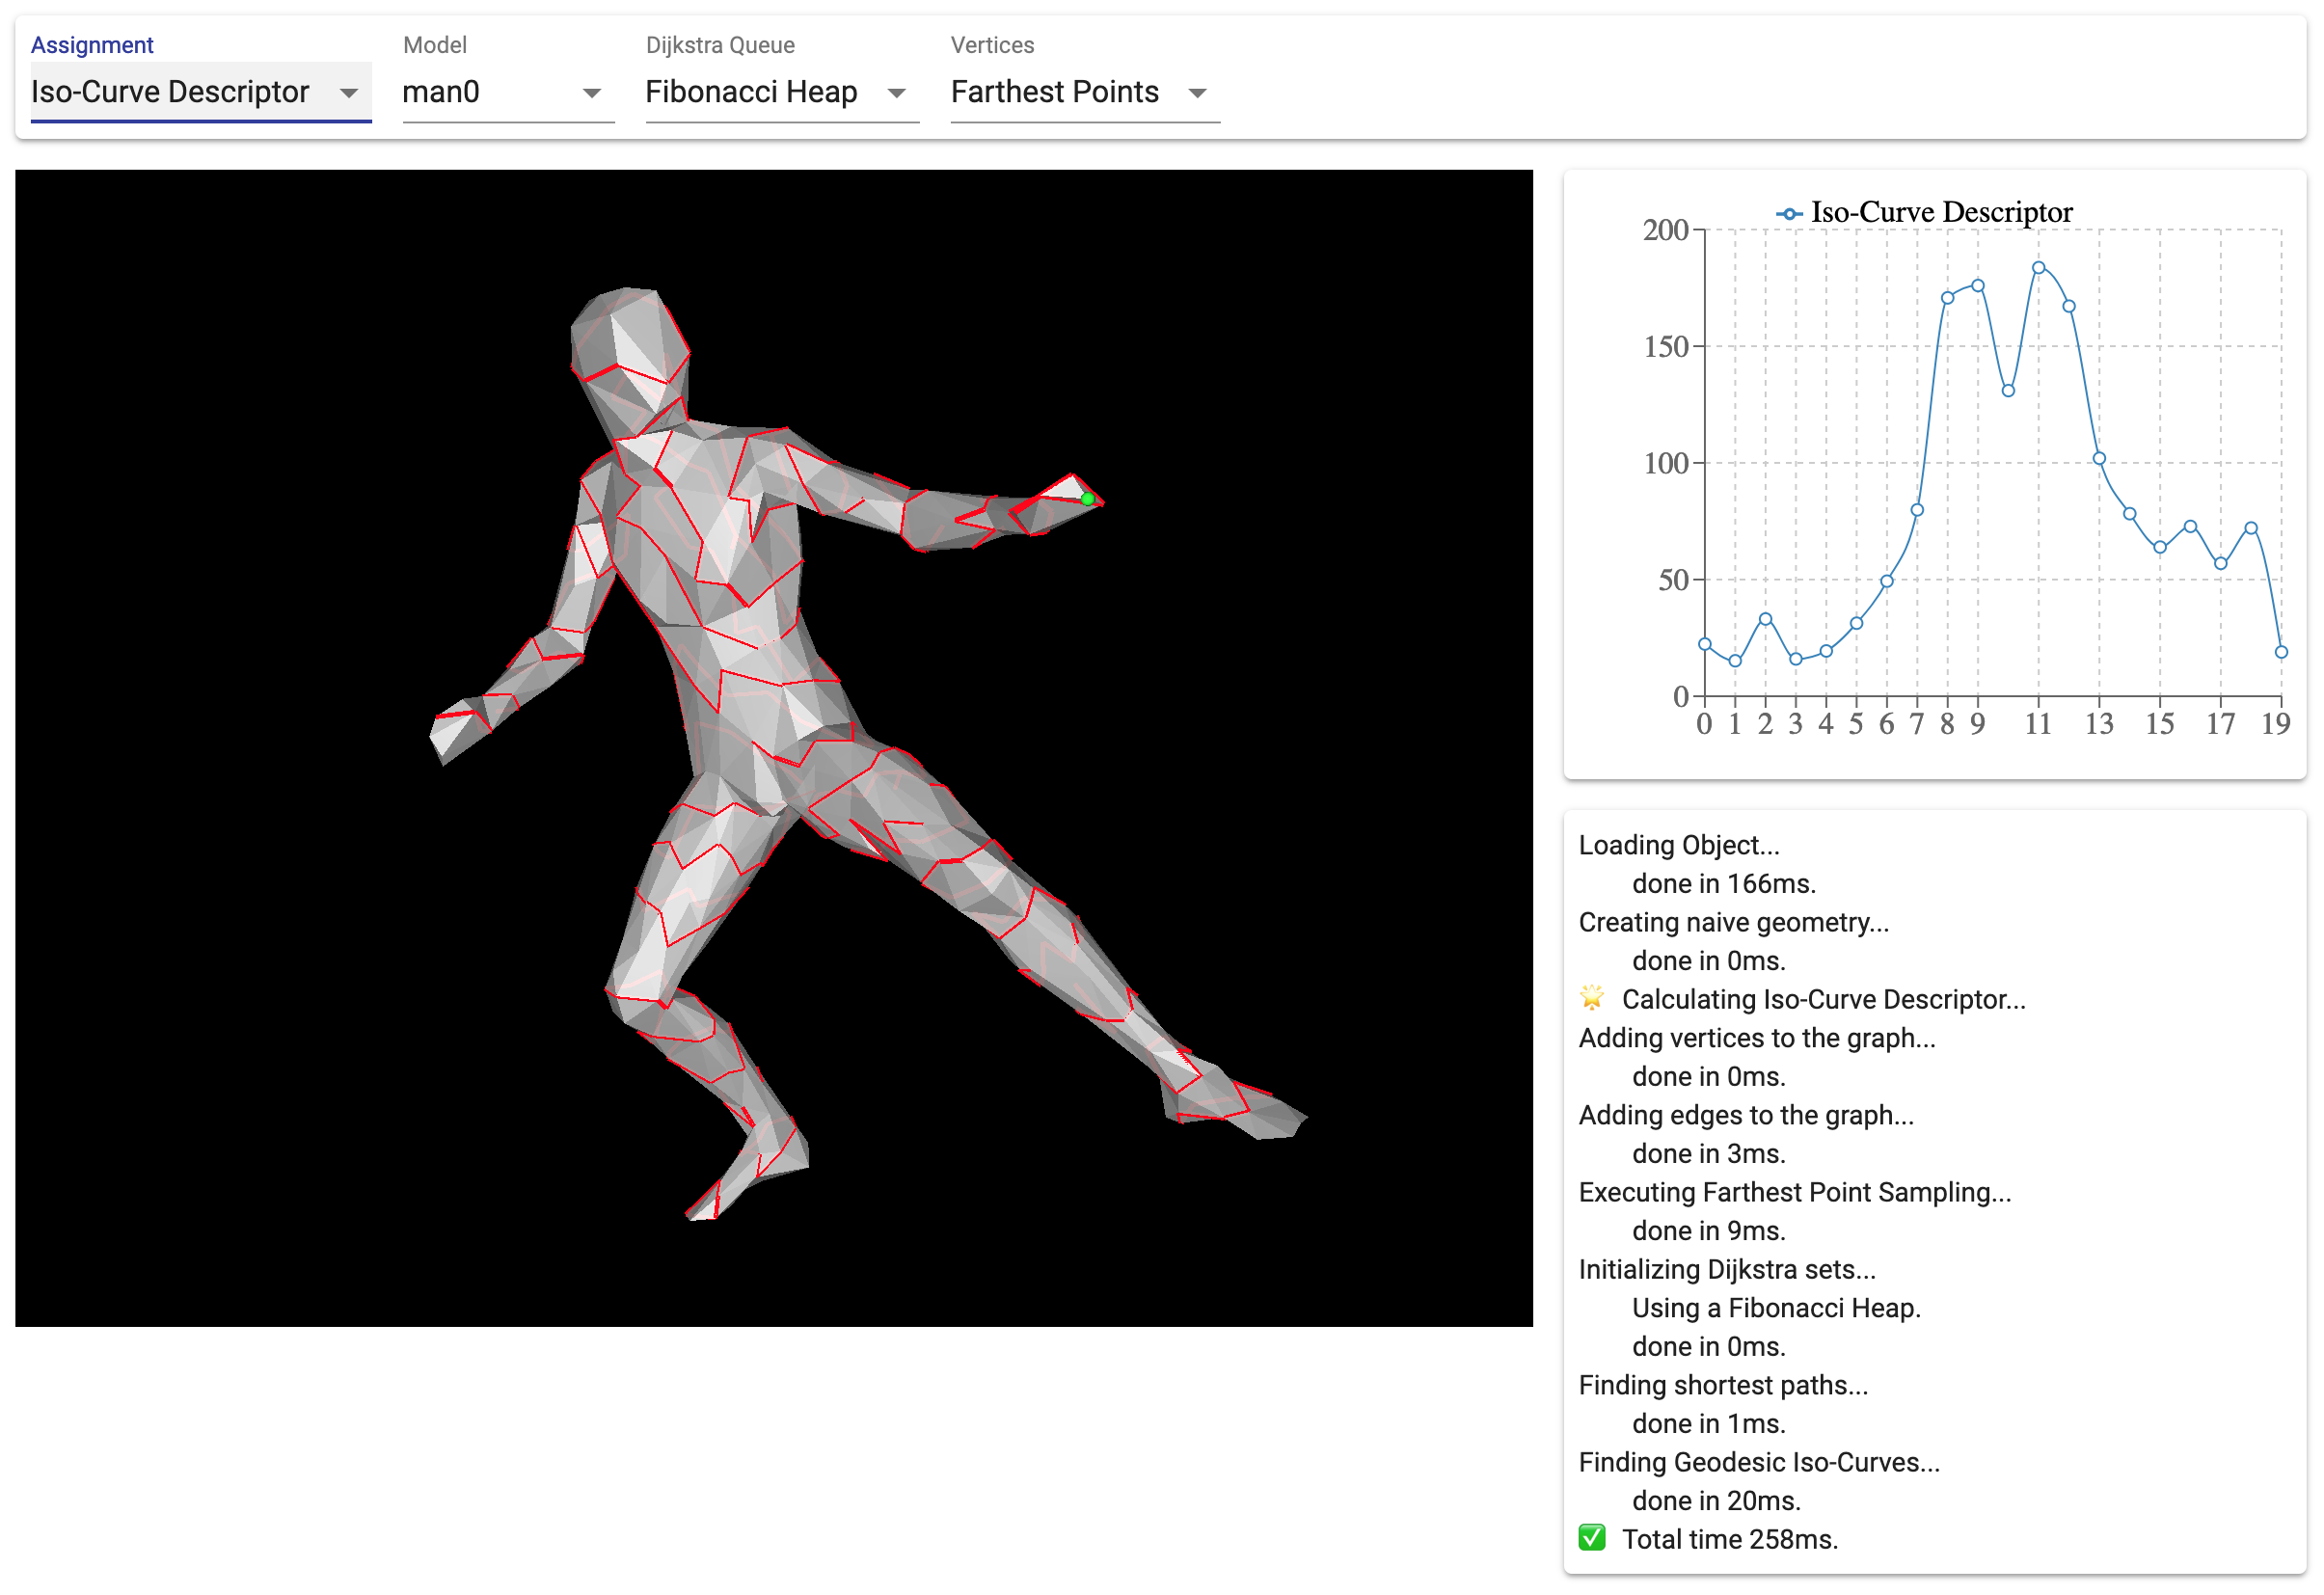 Assignment Model Dijkstra Queue Vertices
Iso-Curve Descriptor man0 Fibonacci Heap Farthest Points
Iso-Curve Descriptor
200
150
100
50
0
0 1 2 3 4 5 6 7 8 9 11 13 15 17 19
Loading Object...
done in 166ms.
Creating naive geometry...
done in 0ms.
🌟 Calculating Iso-Curve Descriptor...
Adding vertices to the graph...
done in 0ms.
Adding edges to the graph...
done in 3ms.
Executing Farthest Point Sampling...
done in 9ms.
Initializing Dijkstra sets...
Using a Fibonacci Heap.
done in 0ms.
Finding shortest paths...
done in 1ms.
Finding Geodesic Iso-Curves...
done in 20ms.
✅ Total time 258ms.